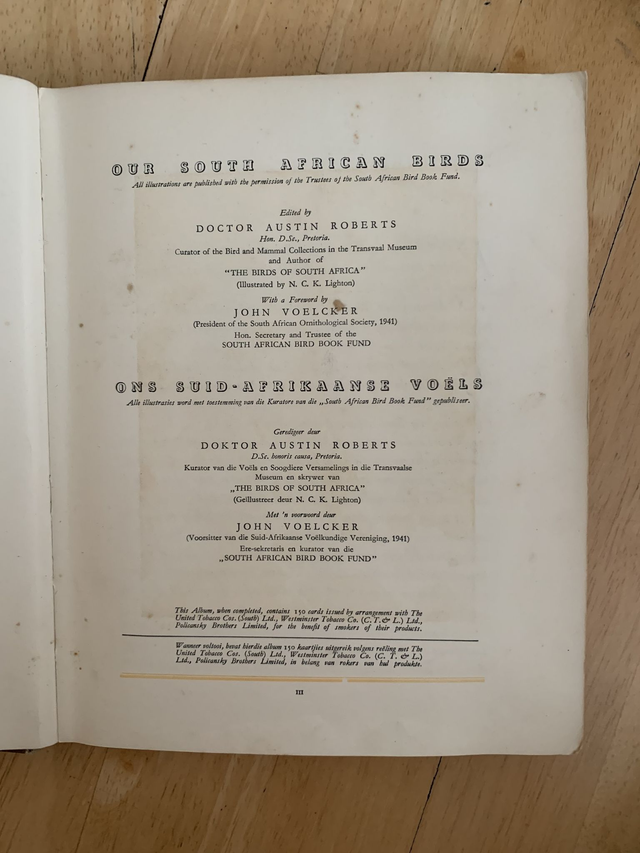 OUR SOUTH AFRICAN BIRDS
All illustrations are published with the permission of the Trustees of the South African Bird Book Fund.
Edited by
DOCTOR AUSTIN ROBERTS
Hon. D.Sc., Pretoria.
Curator of the Bird and Mammal Collections in the Transvaal Museum
and Author of
"THE BIRDS OF SOUTH AFRICA"
(Illustrated by N. C. K. Lighton)
With a Foreword by
JOHN VOELCKER
(President of the South African Ornithological Society, 1941)
Hon. Secretary and Trustee of the
SOUTH AFRICAN BIRD BOOK FUND
ONS SUID-AFRIKAANSE VOËLS
Alle illustrasies word met toestemming van die Kuratore van die „South African Bird Book Fund" gepubliseer.
Geredigeer deur
DOKTOR AUSTIN ROBERTS
D.Sc. honoris causa, Pretoria.
Kurator van die Voëls en Soogdiere Versamelings in die Transvaalse
Museum en skrywer van
„THE BIRDS OF SOUTH AFRICA"
(Geïllustreer deur N. C. K. Lighton)
Met 'n voorwoord deur
JOHN VOELCKER
(Voorsitter van die Suid-Afrikaanse Voëlkundige Vereniging, 1941)
Ere-sekretaris en kurator van die
„SOUTH AFRICAN BIRD BOOK FUND"
This Album, when completed, contains 150 cards issued by arrangement with The
United Tobacco Cos. (South) Ltd., Westminster Tobacco Co. (C. T. & L.) Ltd.,
Policansky Brothers Limited, for the benefit of smokers of their products.
Wanneer voltooi, bevat hierdie album 150 kaartjies uitgereik volgens reëling met The
United Tobacco Cos. (South) Ltd., Westminster Tobacco Co. (C. T. & L.)
Ltd., Policansky Brothers Limited, in belang van rokers van hul produkte.
III